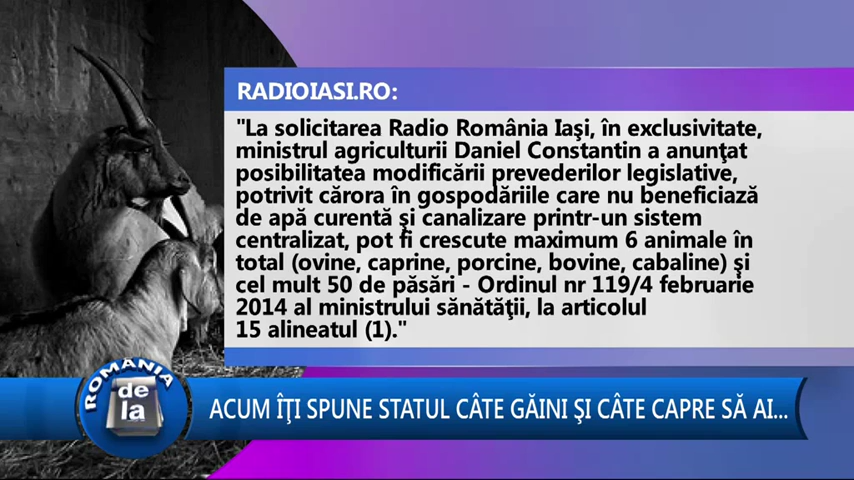 RADIOIASI.RO:
"La solicitarea Radio România Iaşi, în exclusivitate,
ministrul agriculturii Daniel Constantin a anunţat
posibilitatea modificării prevederilor legislative,
potrivit cărora în gospodăriile care nu beneficiază
de apă curentă şi canalizare printr-un sistem
centralizat, pot fi crescute maximum 6 animale în
total (ovine, caprine, porcine, bovine, cabaline) şi
cel mult 50 de păsări - Ordinul nr 119/4 februarie
2014 al ministrului sănătăţii, la articolul
15 alineatul (1)."
ROMANIA
de
la
ACUM ÎŢI SPUNE STATUL CÂTE GĂINI ŞI CÂTE CAPRE SĂ AI...